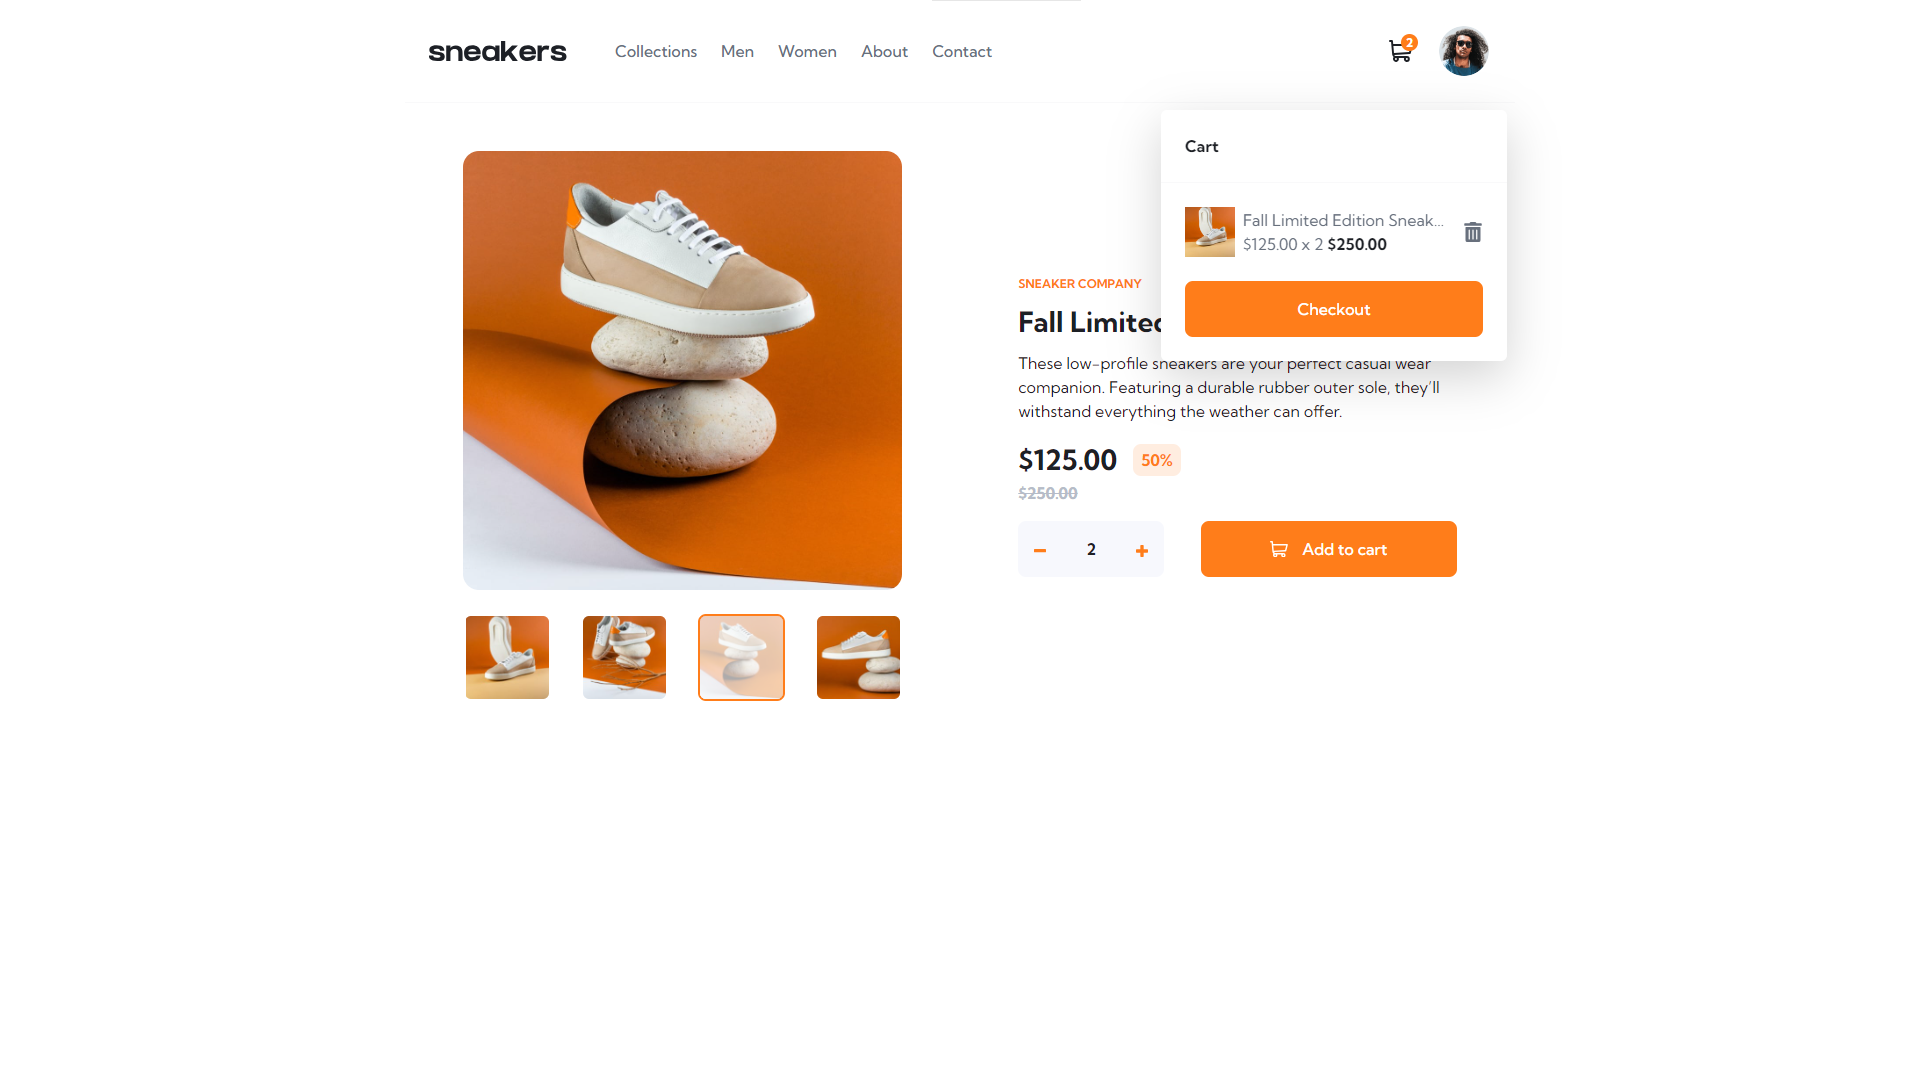 sneakers
Collections
Men
Women
About
Contact
2
Cart
Fall Limited Edition Sneak...
$125.00 x 2 $250.00
Checkout
SNEAKER COMPANY
Fall Limited
These low-profile sneakers are your perfect casual wear
companion. Featuring a durable rubber outer sole, they’ll
withstand everything the weather can offer.
$125.00
50%
$250.00
2
Add to cart